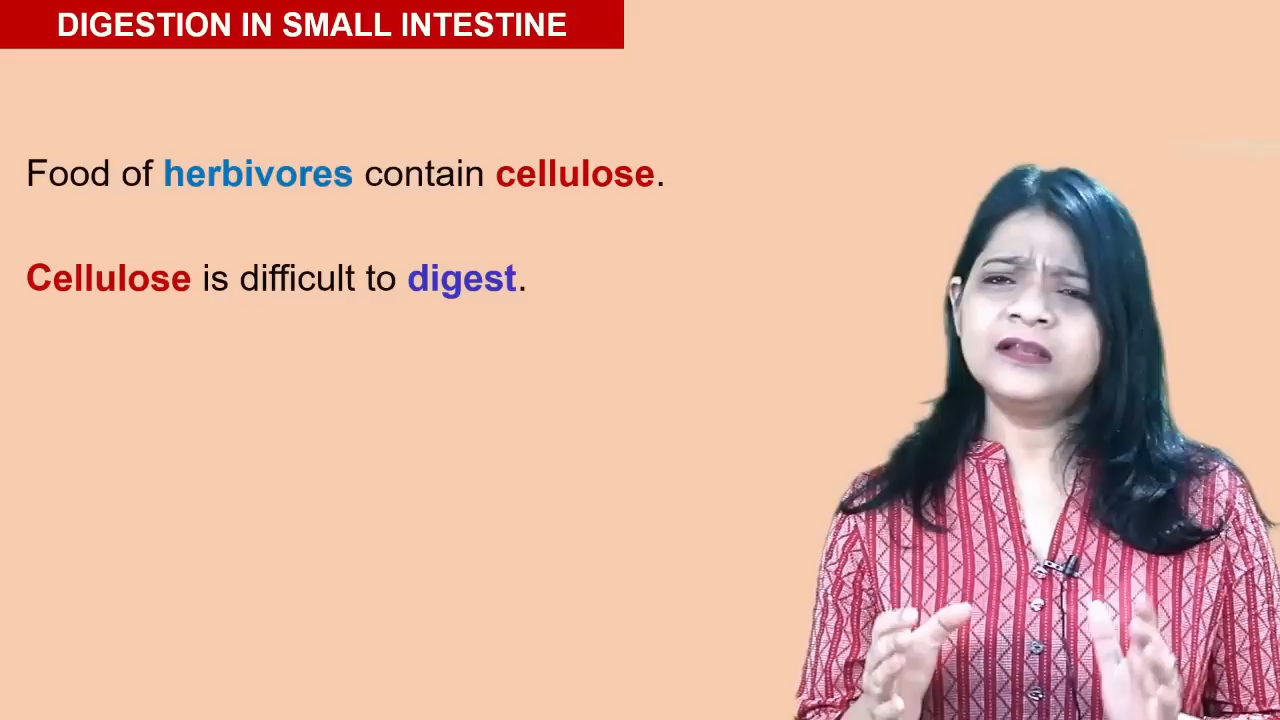 DIGESTION IN SMALL INTESTINE
Food of herbivores contain cellulose.
Cellulose is difficult to digest.